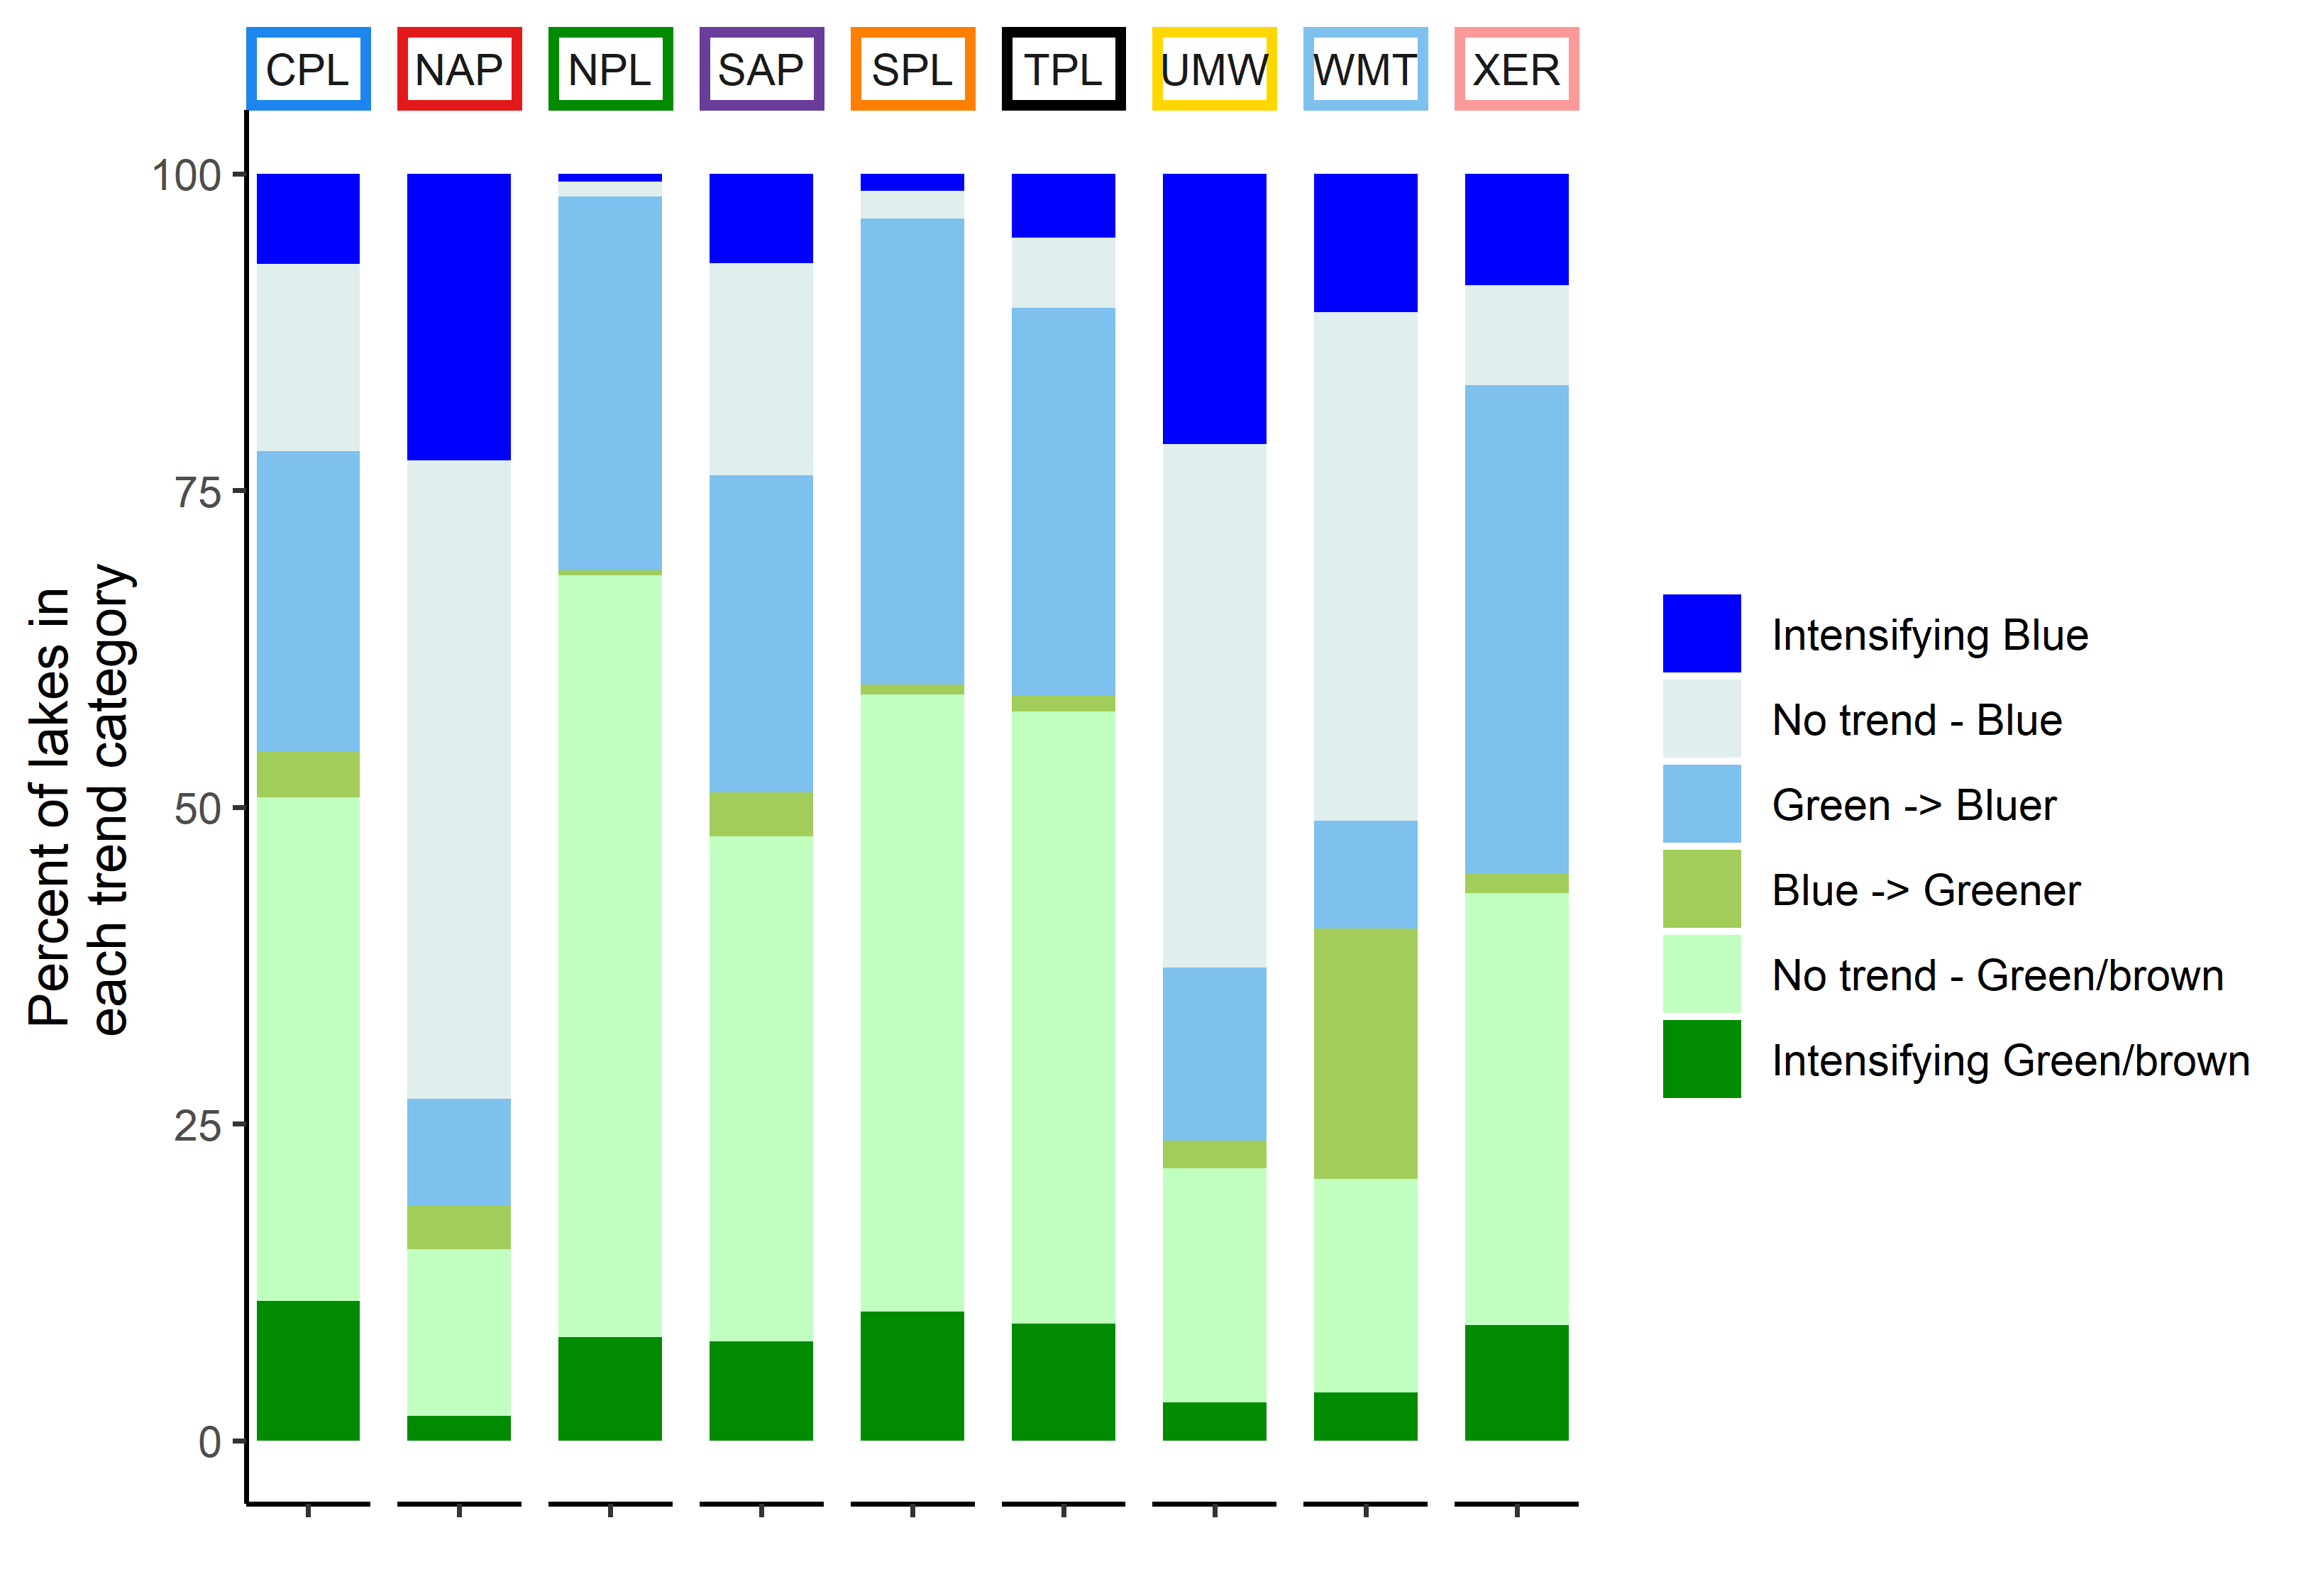 CPL NAP NPL SAP SPL TPL UMW WMT XER
100
75
50
25
0
Percent of lakes in
each trend category
Intensifying Blue
No trend - Blue
Green -> Bluer
Blue -> Greener
No trend - Green/brown
Intensifying Green/brown